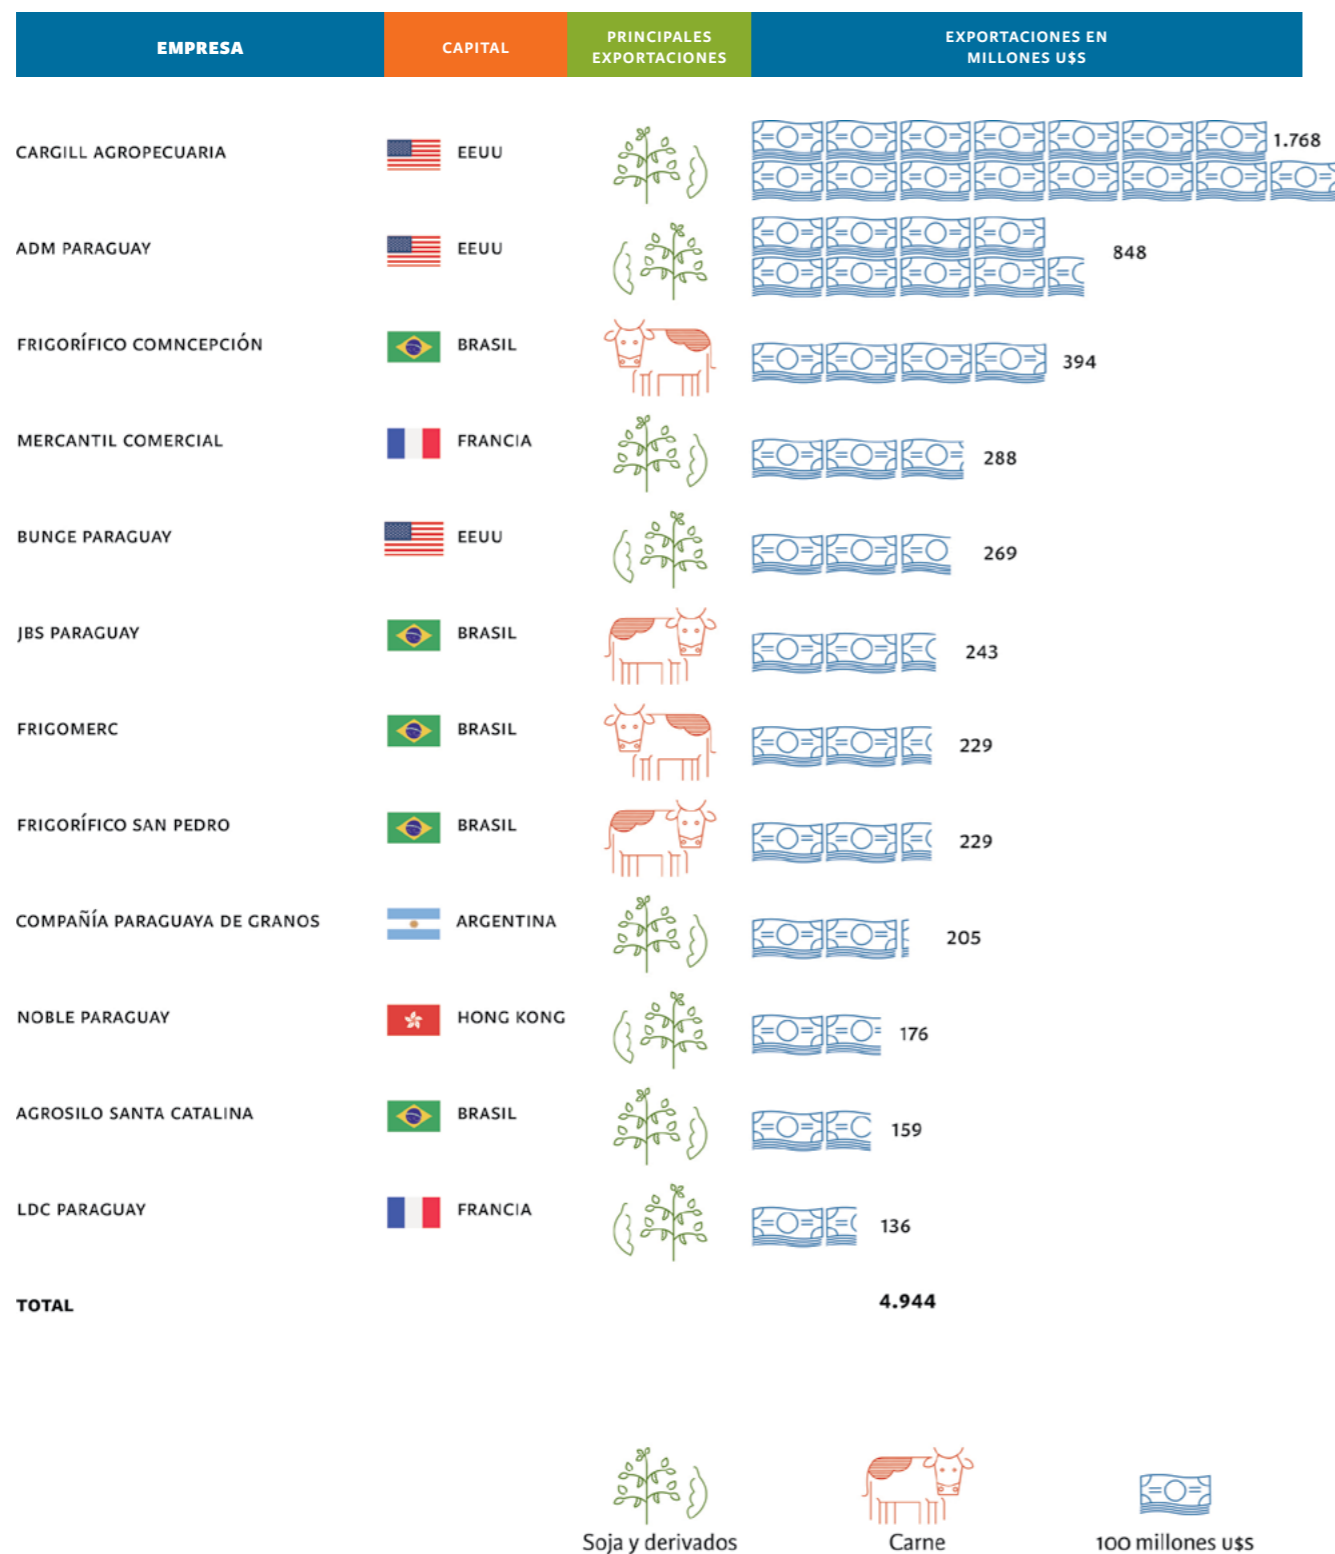 EMPRESA
CAPITAL
PRINCIPALES
EXPORTACIONES
EXPORTACIONES EN
MILLONES U$S
CARGILL AGROPECUARIA EEUU 1.768
ADM PARAGUAY EEUU 848
FRIGORÍFICO COMNCEPCIÓN BRASIL 394
MERCANTIL COMERCIAL FRANCIA 288
BUNGE PARAGUAY EEUU 269
JBS PARAGUAY BRASIL 243
FRIGOMERC BRASIL 229
FRIGORÍFICO SAN PEDRO BRASIL 229
COMPAÑÍA PARAGUAYA DE GRANOS ARGENTINA 205
NOBLE PARAGUAY HONG KONG 176
AGROSILO SANTA CATALINA BRASIL 159
LDC PARAGUAY FRANCIA 136
TOTAL 4.944
Soja y derivados Carne 100 millones u$s